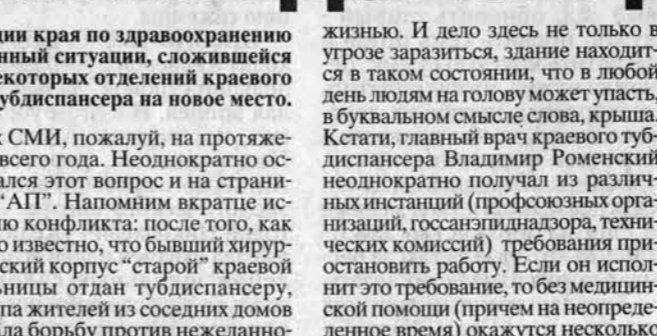 ции края по здравоохранению
нный ситуации, сложившейся
екоторых отделений краевого
убдиспансера на новое место.
х СМИ, пожалуй, на протяже-
всего года. Неоднократно ос-
ался этот вопрос и на страни-
"АП". Напомним вкратце ис-
ю конфликта: после того, как
о известно, что бывший хирур-
ский корпус "старой" краевой
ьницы отдан тубдиспансеру,
па жителей из соседних домов
ла борьбу против нежеланно-
жизнью. И дело здесь не только в
угрозе заразиться, здание находит-
ся в таком состоянии, что в любой
день людям на голову может упасть,
в буквальном смысле слова, крыша.
Кстати, главный врач краевого туб-
диспансера Владимир Роменский
неоднократно получал из различ-
ных инстанций (профсоюзных орга-
низаций, госсанэпиднадзора, техни-
ческих комиссий) требования при-
остановить работу. Если он испол-
нит это требование, то без медицин-
ской помощи (причем на неопреде-
ленное время) окажутся несколько